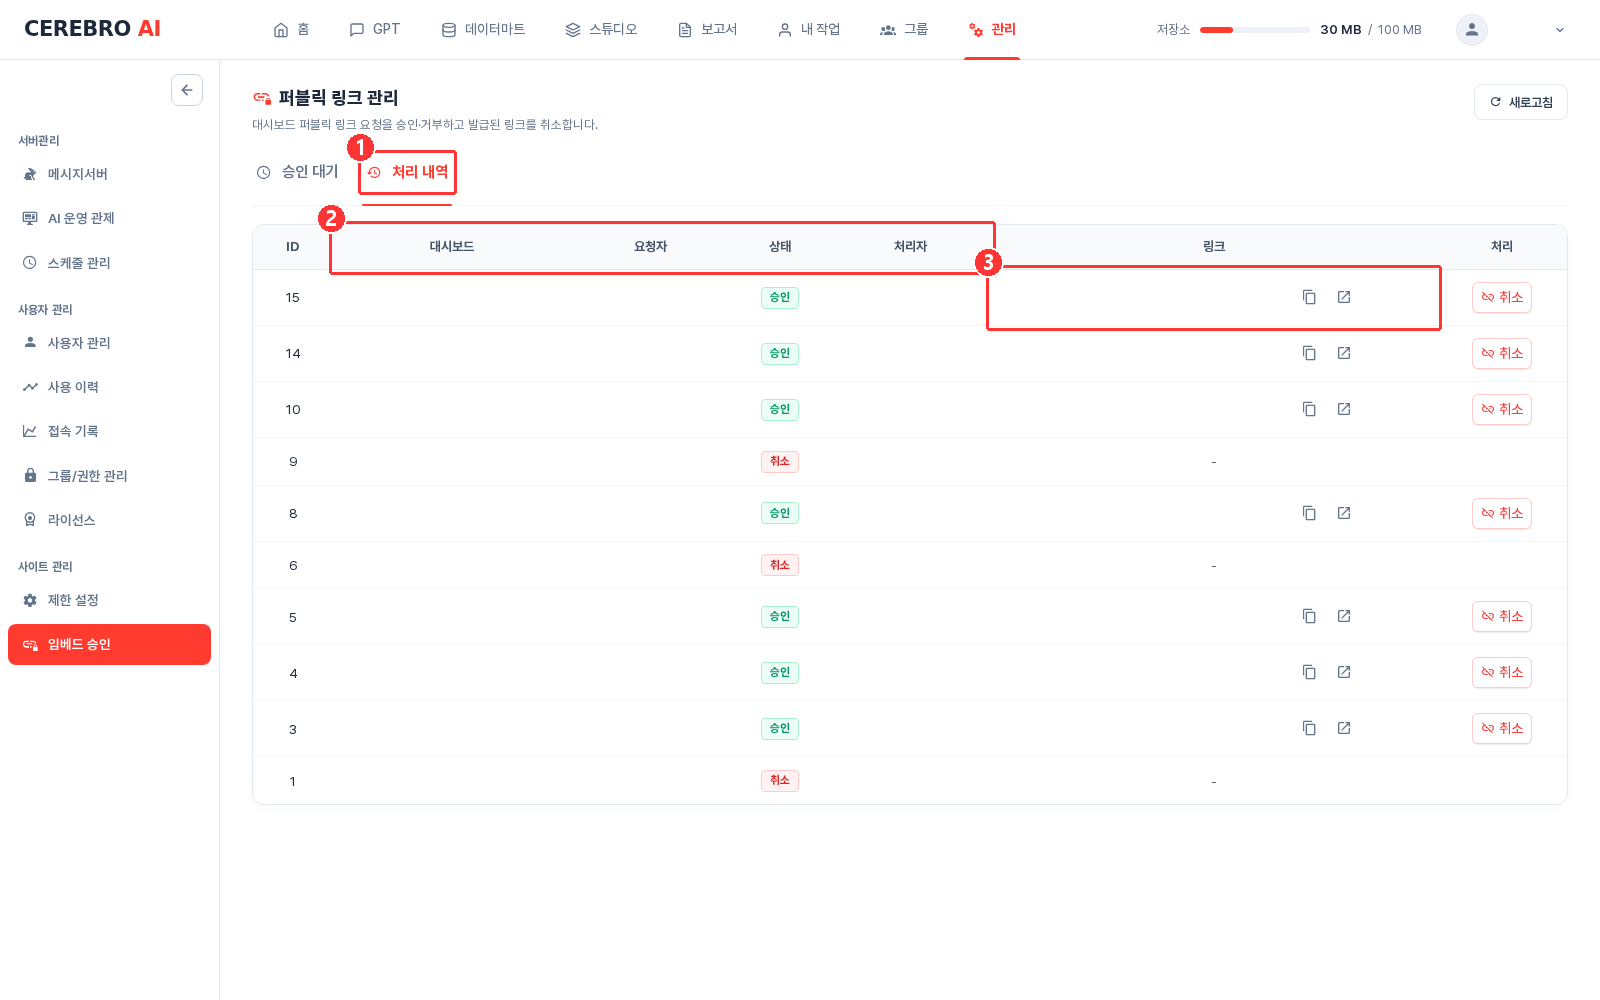 CEREBRO AI
홈
GPT
데이터마트
스튜디오
보고서
내 작업
그룹
관리
저장소 30 MB / 100 MB
서버관리
메시지서버
AI 운영 관제
스케줄 관리
사용자 관리
사용자 관리
사용 이력
접속 기록
그룹/권한 관리
라이선스
사이트 관리
제한 설정
임베드 승인
퍼블릭 링크 관리
새로고침
대시보드 퍼블릭 링크 요청을 승인·거부하고 발급된 링크를 취소합니다.
1
승인 대기
처리 내역
2
3
ID 대시보드 요청자 상태 처리자 링크 처리
15 승인 취소
14 승인 취소
10 승인 취소
9 취소 -
8 승인 취소
6 취소 -
5 승인 취소
4 승인 취소
3 승인 취소
1 취소 -